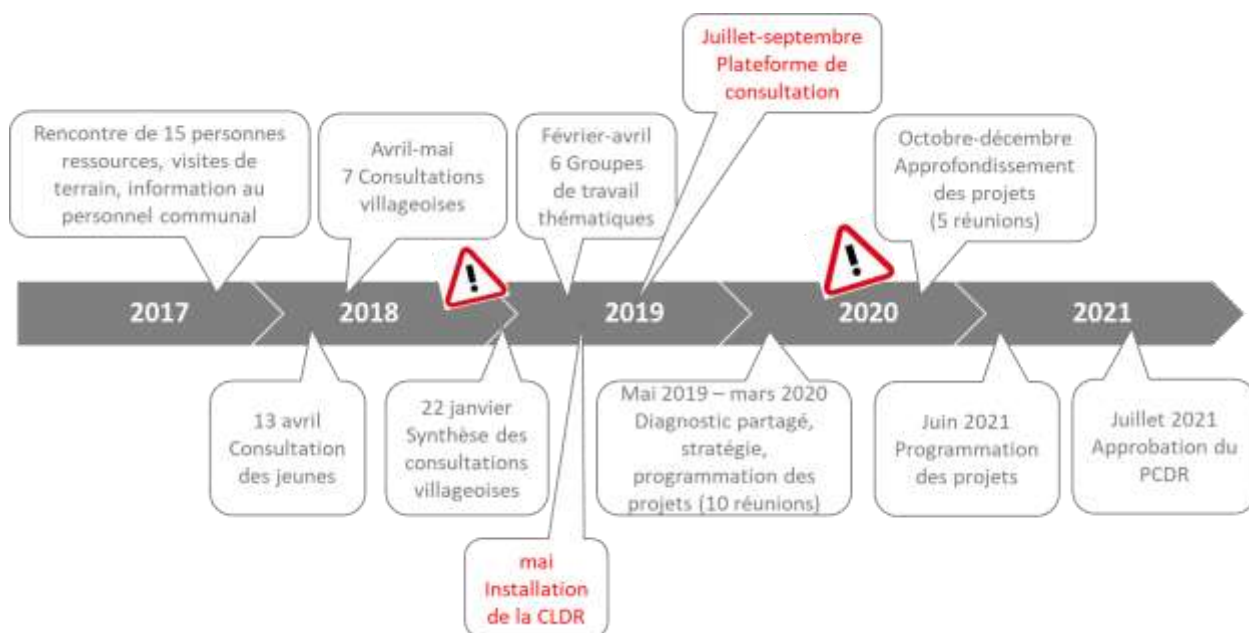 Juillet-septembre
Plateforme de
consultation
Rencontre de 15 personnes
ressources, visites de
terrain, information au
personnel communal
Avril-mai
7 Consultations
villageoises
Février-avril
6 Groupes
de travail
thématiques
Octobre-décembre
Approfondissement
des projets
(5 réunions)
!
!
2017
2018
2019
2020
2021
13 avril
Consultation
des jeunes
22 janvier
Synthèse des
consultations
villageoises
Mai 2019 – mars 2020
Diagnostic partagé,
stratégie,
programmation des
projets (10 réunions)
Juin 2021
Programmation
des projets
Juillet 2021
Approbation du
PCDR
mai
Installation
de la CLDR